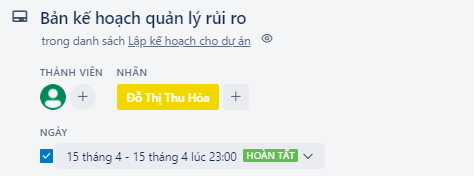 Bản kế hoạch quản lý rủi ro
trong danh sách Lập kế hoạch cho dự án
THÀNH VIÊN NHÃN
+ Đỗ Thị Thu Hòa +
NGÀY
15 tháng 4 - 15 tháng 4 lúc 23:00 HOÀN TẤT